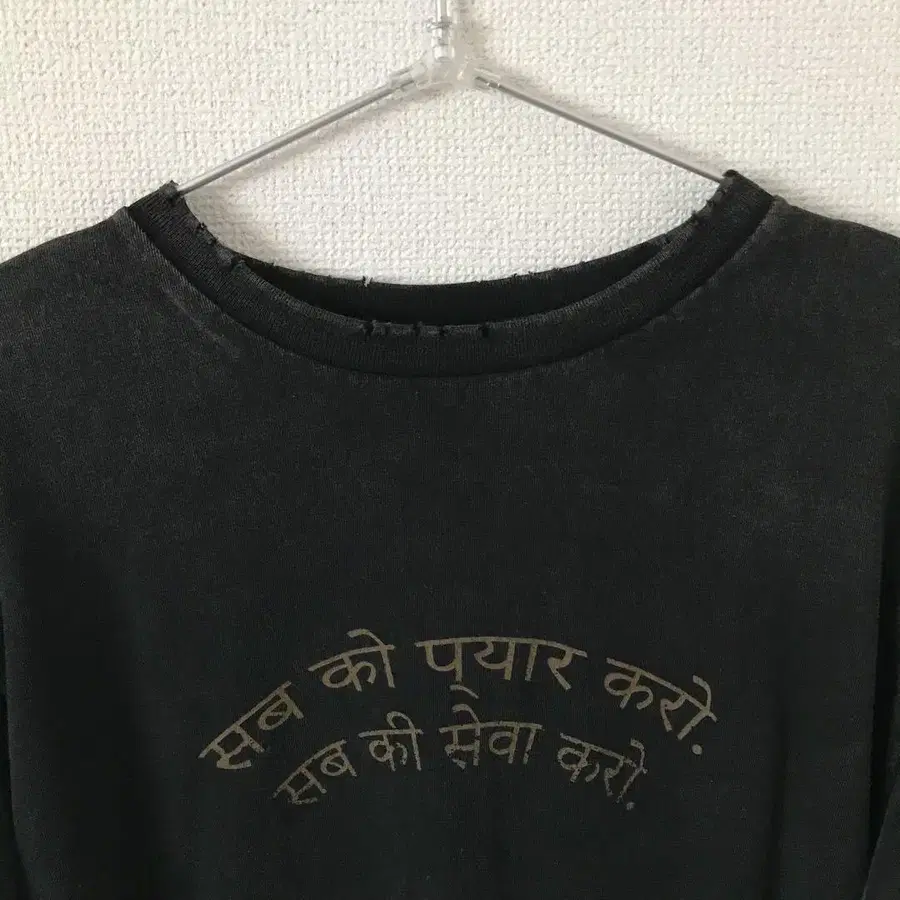 सब को प्‌यार करो.
सब की सेवा करो.